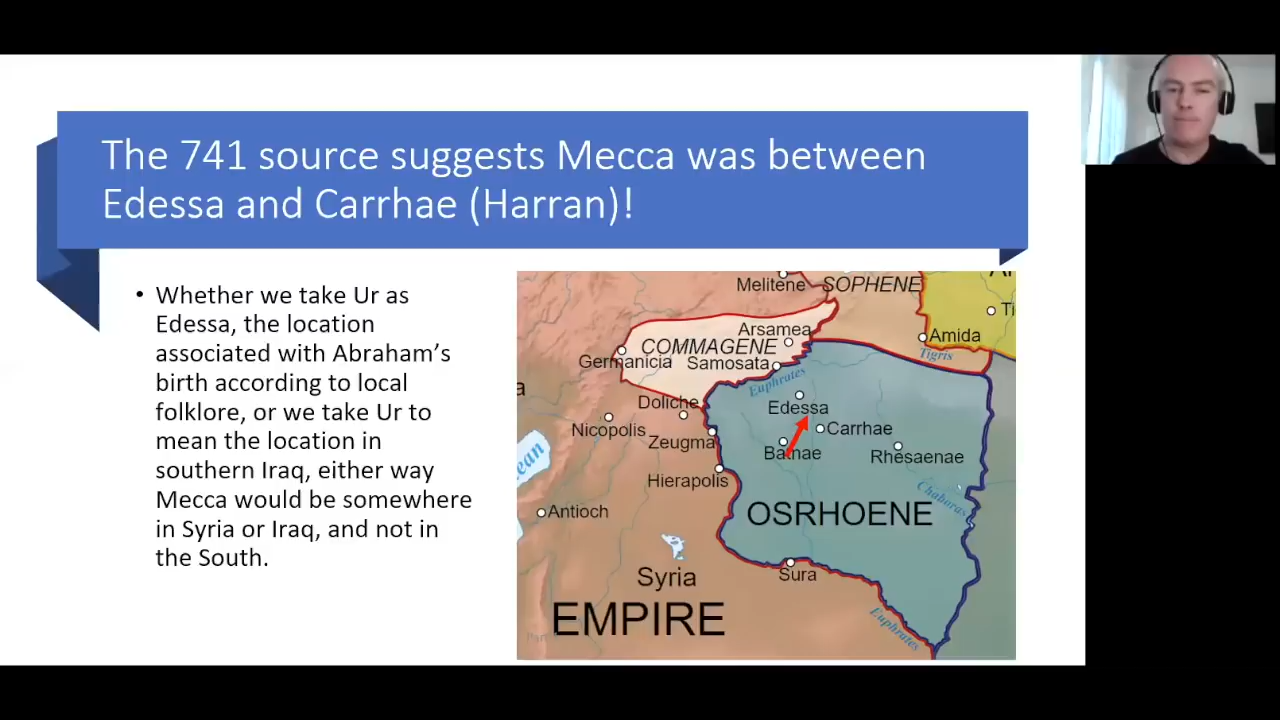 The 741 source suggests Mecca was between
Edessa and Carrhae (Harran)!
• Whether we take Ur as
Edessa, the location
associated with Abraham's
birth according to local
folklore, or we take Ur to
mean the location in
southern Iraq, either way
Mecca would be somewhere
in Syria or Iraq, and not in
the South.
Melitene
SOPHENE
Arsamea
Amida
COMMAGENE
Tigris
Germanicia
Samosata
Euphrates
Doliche
Edessa
Nicopolis
Zeugma
Carrhae
Batnae
Rhesaenae
Hierapolis
Chaboras
Antioch
OSRHOENE
Syria
Sura
EMPIRE
Euphrates